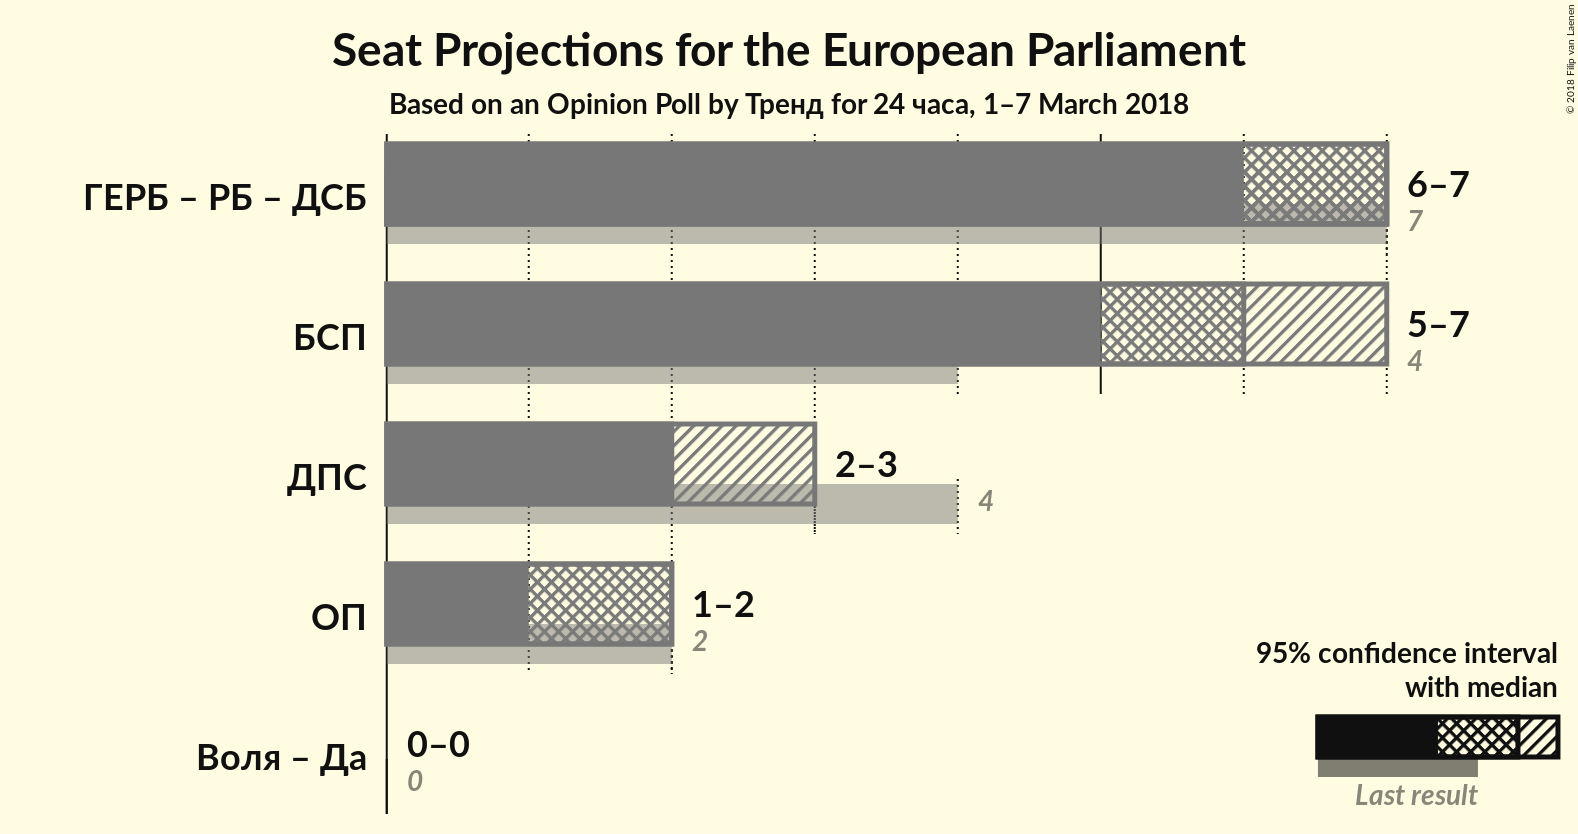 Seat Projections for the European Parliament
Based on an Opinion Poll by Тренд for 24 часа, 1–7 March 2018
© 2018 Filip van Laenen
ГЕРБ – РБ – ДСБ
6–7
7
БСП
5–7
4
ДПС
2–3
4
ОП
1–2
2
Воля – Да
0–0
0
95% confidence interval
with median
Last result